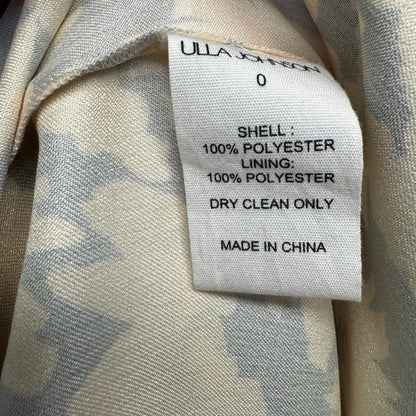 ULLA JOHNSON
0
SHELL :
100% POLYESTER
LINING:
100% POLYESTER
DRY CLEAN ONLY
MADE IN CHINA